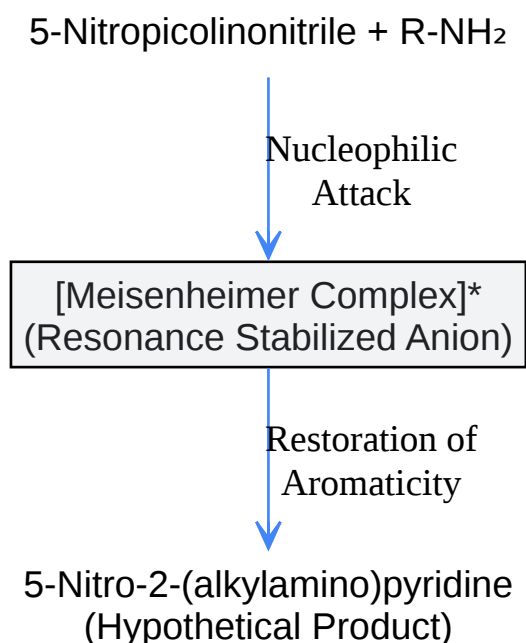 5-Nitropicolinonitrile + R-NH₂
Nucleophilic
Attack
[Meisenheimer Complex]*
(Resonance Stabilized Anion)
Restoration of
Aromaticity
5-Nitro-2-(alkylamino)pyridine
(Hypothetical Product)